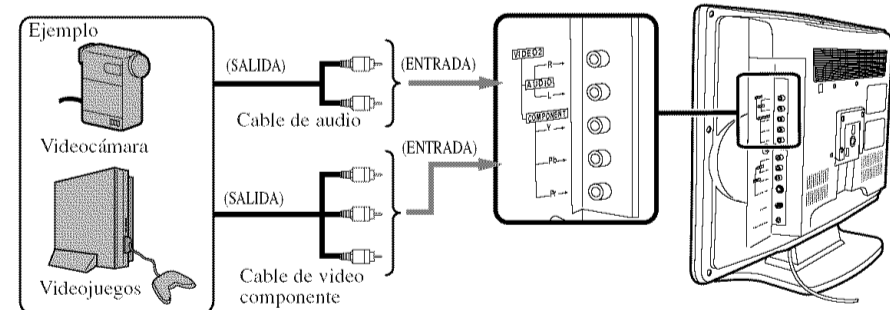 Ejemplo
Videocámara
Videojuegos
(SALIDA)
Cable de audio
(ENTRADA)
(SALIDA)
Cable de video
componente
(ENTRADA)
VIDEO2
R
AUDIO
L
COMPONENT
Y
Pb
Pr